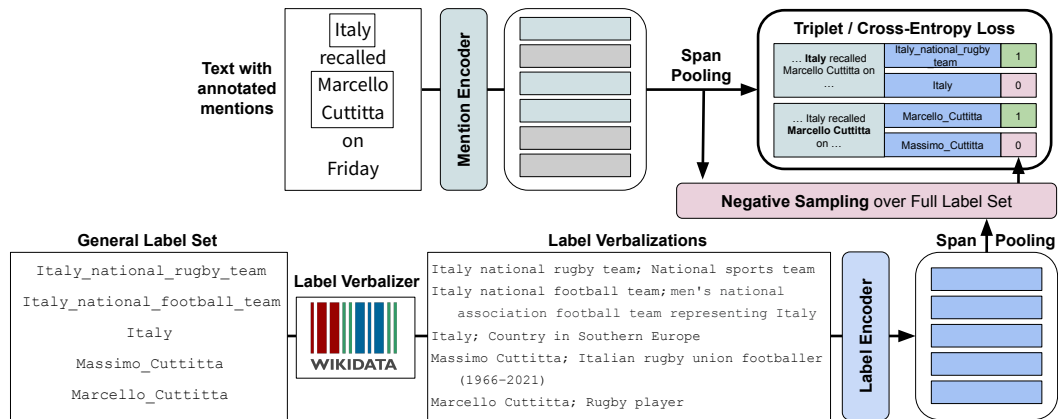 Text with
annotated
mentions
Italy
recalled
Marcello
Cuttitta
on
Friday
Mention Encoder
Span
Pooling
Triplet / Cross-Entropy Loss
... Italy recalled
Marcello Cuttitta on
...
Italy_national_rugby_
team
1
Italy
0
... Italy recalled
Marcello Cuttitta
on ...
Marcello_Cuttitta
1
Massimo_Cuttitta
0
Negative Sampling over Full Label Set
General Label Set
Italy_national_rugby_team
Italy_national_football_team
Italy
Massimo_Cuttitta
Marcello_Cuttitta
Label Verbalizer
WIKIDATA
Label Verbalizations
Italy national rugby team; National sports team
Italy national football team; men's national
association football team representing Italy
Italy; Country in Southern Europe
Massimo Cuttitta; Italian rugby union footballer
(1966-2021)
Marcello Cuttitta; Rugby player
Label Encoder
Span Pooling